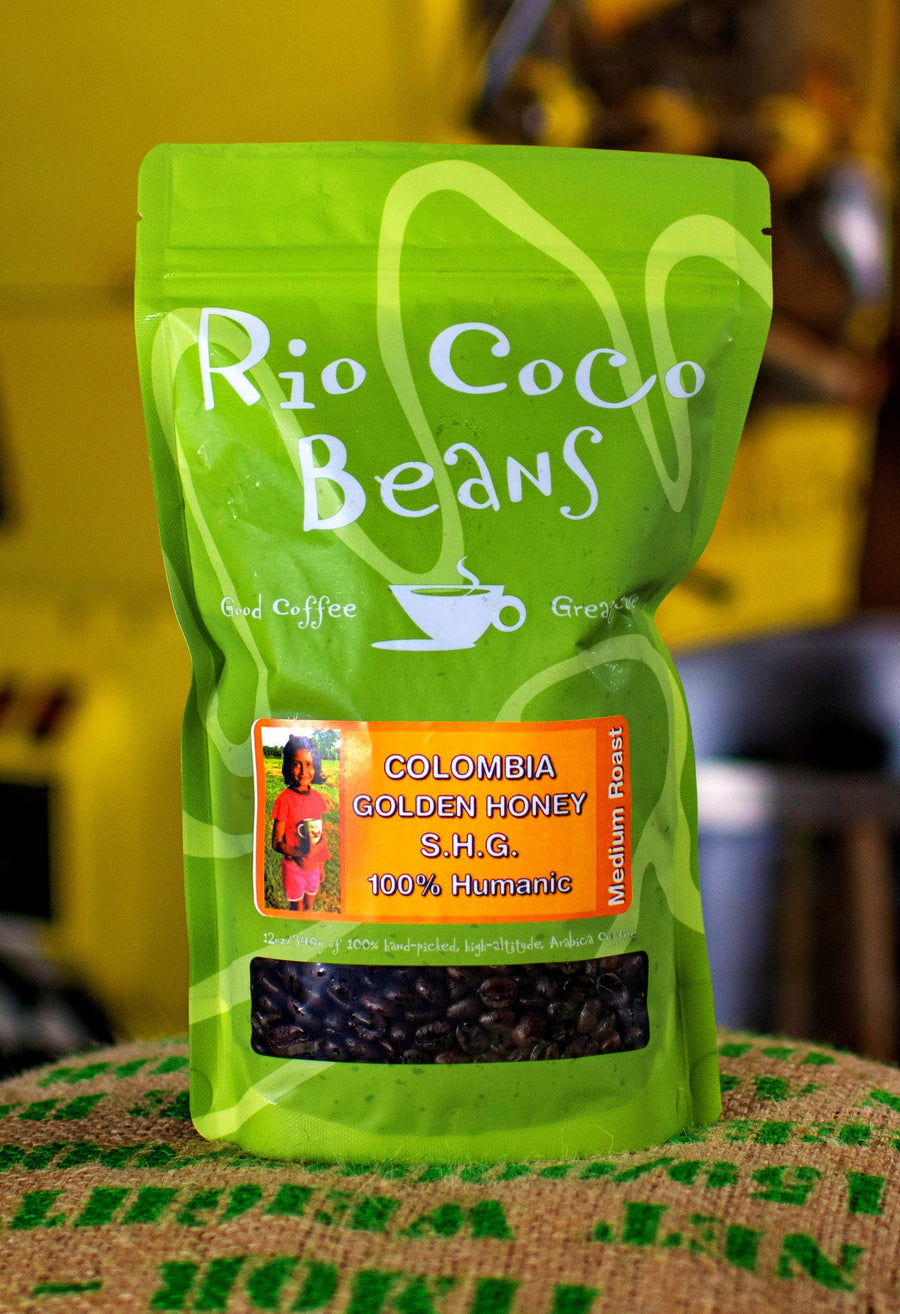 Rio Coco
Beans
Good Coffee
COLOMBIA
GOLDEN HONEY
S.H.G.
100% Humanic
Medium Roast
12oz/340g of 100% hand-picked, high-altitude, Arabica Coffee